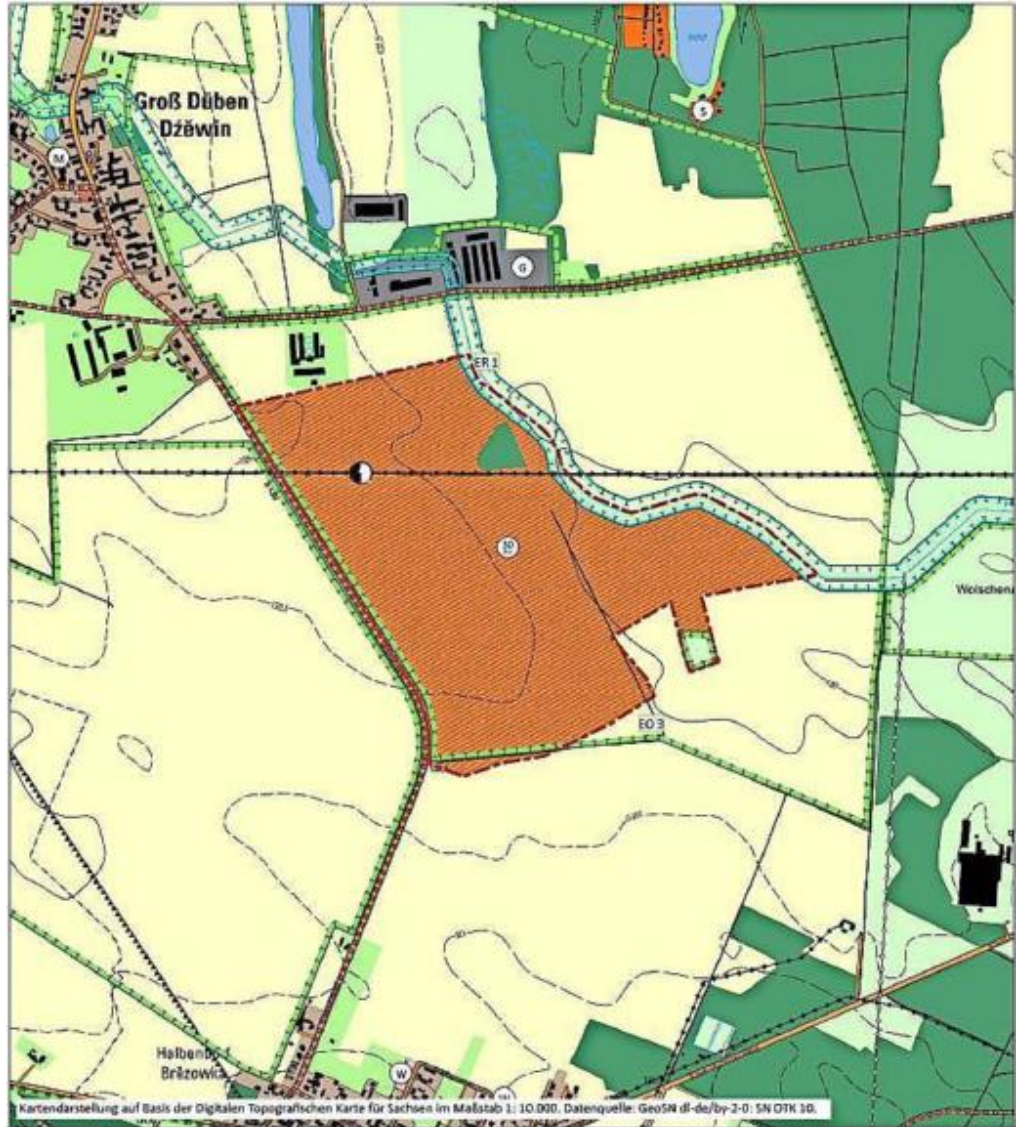 Groß Düben
Dźěwin
S
M
G
ER 1
EO 3
W
Brězowka
Kartendarstellung auf Basis der Digitalen Topografischen Karte für Sachsen im Maßstab 1: 10.000. Datenquelle: GeoSN dl-de/by-2-0: SN DTK 10.